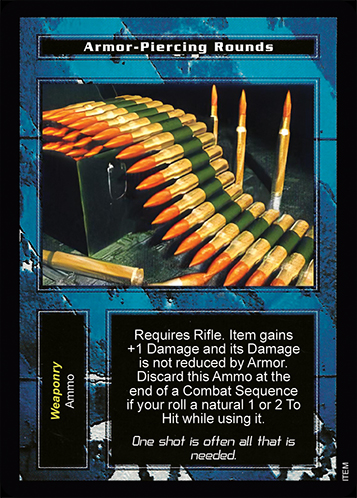 Armor-Piercing Rounds
Weaponry
Ammo
Requires Rifle. Item gains
+1 Damage and its Damage
is not reduced by Armor.
Discard this Ammo at the
end of a Combat Sequence
if your roll a natural 1 or 2 To
Hit while using it.
One shot is often all that is
needed.
ITEM